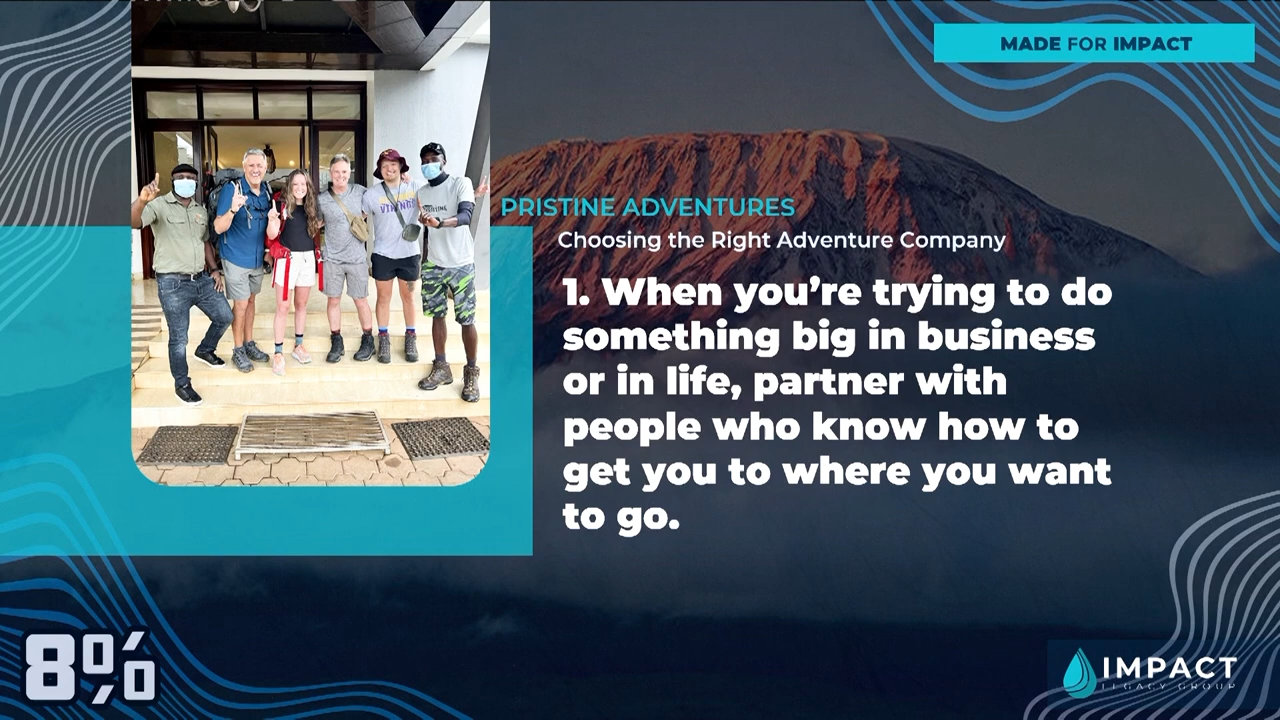 MADE FOR IMPACT
PRISTINE ADVENTURES
Choosing the Right Adventure Company
1. When you’re trying to do
something big in business
or in life, partner with
people who know how to
get you to where you want
to go.
8%
IMPACT
LEGACY GROUP